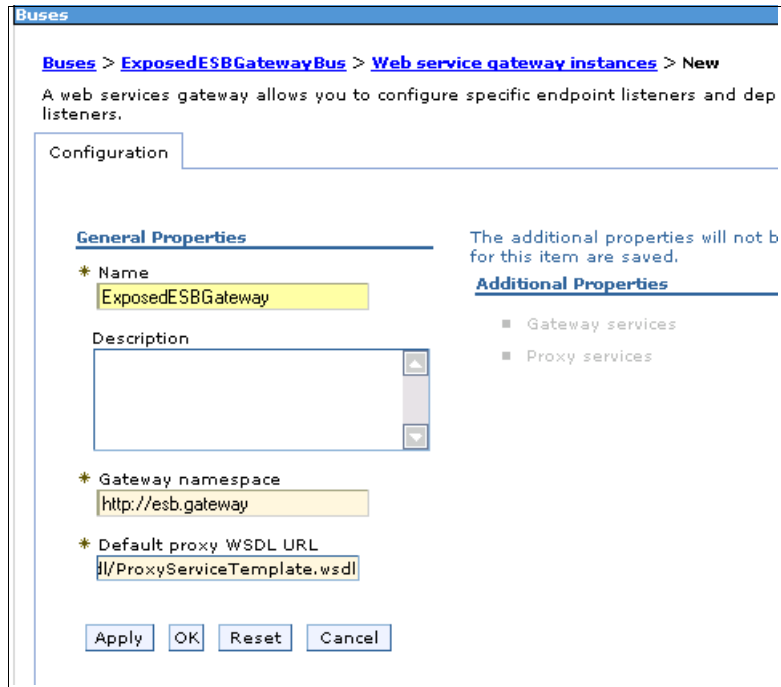 Buses
Buses > ExposedESBGatewayBus > Web service gateway instances > New
A web services gateway allows you to configure specific endpoint listeners and dep
listeners.
Configuration
General Properties
* Name
ExposedESBGateway
Description
* Gateway namespace
http://esb.gateway
* Default proxy WSDL URL
dl/ProxyServiceTemplate.wsdl
Apply OK Reset Cancel
The additional properties will not b
for this item are saved.
Additional Properties
Gateway services
Proxy services